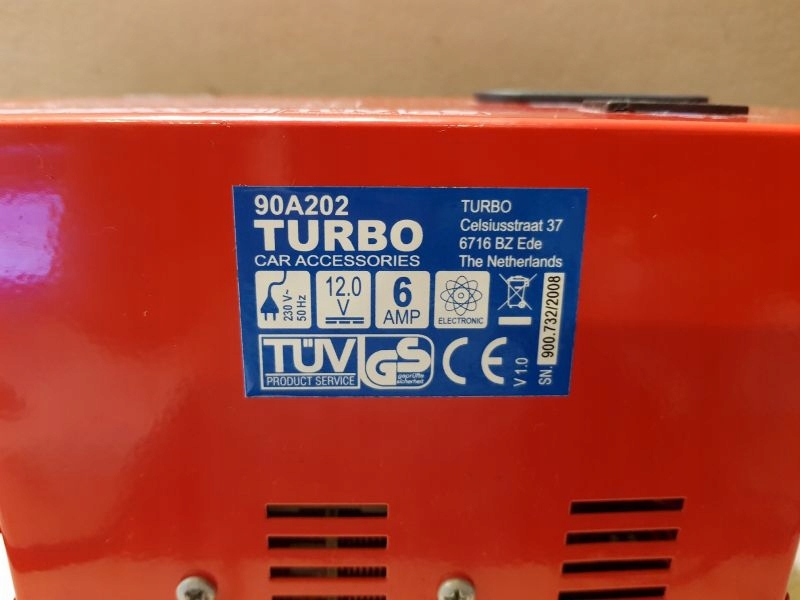 90A202
TURBO
CAR ACCESSORIES
TURBO
Celsiusstraat 37
6716 BZ Ede
The Netherlands
230 V~
50 Hz
12.0
V
6
AMP
ELECTRONIC
TÜV
PRODUCT SERVICE
GS
geprüfte
sicherheit
CE
V 1.0
SN. 900.732/2008